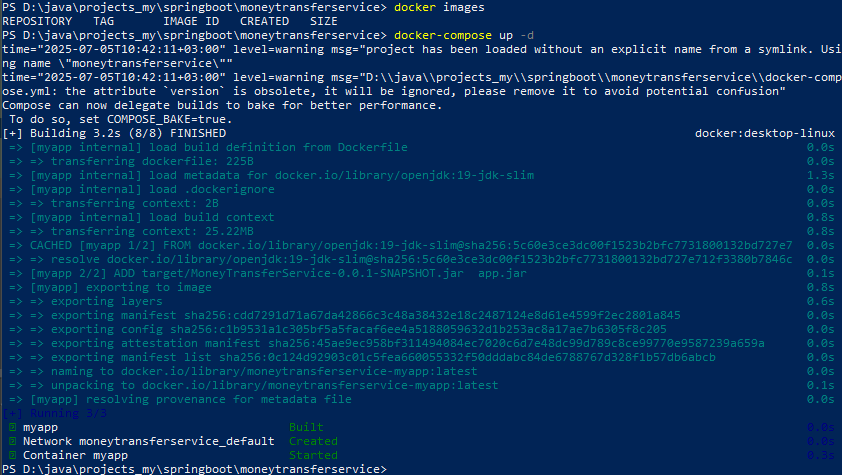 PS D:\java\projects_my\springboot\moneytransferservice> docker images
REPOSITORY   TAG       IMAGE ID   CREATED   SIZE
PS D:\java\projects_my\springboot\moneytransferservice> docker-compose up -d
time="2025-07-05T10:42:11+03:00" level=warning msg="project has been loaded without an explicit name from a symlink. Usi
ng name \"moneytransferservice\""
time="2025-07-05T10:42:11+03:00" level=warning msg="D:\\java\\projects_my\\springboot\\moneytransferservice\\docker-comp
ose.yml: the attribute `version` is obsolete, it will be ignored, please remove it to avoid potential confusion"
Compose can now delegate builds to bake for better performance.
 To do so, set COMPOSE_BAKE=true.
[+] Building 3.2s (8/8) FINISHED                                                                   docker:desktop-linux
 => [myapp internal] load build definition from Dockerfile                                                         0.0s
 => => transferring dockerfile: 225B                                                                               0.0s
 => [myapp internal] load metadata for docker.io/library/openjdk:19-jdk-slim                                       1.3s
 => [myapp internal] load .dockerignore                                                                            0.0s
 => => transferring context: 2B                                                                                    0.0s
 => [myapp internal] load build context                                                                            0.8s
 => => transferring context: 25.22MB                                                                               0.8s
 => CACHED [myapp 1/2] FROM docker.io/library/openjdk:19-jdk-slim@sha256:5c60e3ce3dc00f1523b2bfc7731800132bd727e7  0.0s
 => => resolve docker.io/library/openjdk:19-jdk-slim@sha256:5c60e3ce3dc00f1523b2bfc7731800132bd727e712f3380b7846c  0.0s
 => [myapp 2/2] ADD target/MoneyTransferService-0.0.1-SNAPSHOT.jar  app.jar                                        0.1s
 => [myapp] exporting to image                                                                                     0.8s
 => => exporting layers                                                                                            0.6s
 => => exporting manifest sha256:cdd7291d71a67da42866c3c48a38432e18c2487124e8d61e4599f2ec2801a845                  0.0s
 => => exporting config sha256:c1b9531a1c305bf5a5facaf6ee4a5188059632d1b253ac8a17ae7b6305f8c205                    0.0s
 => => exporting attestation manifest sha256:45ae9ec958bf311494084ec7020c6d7e48dc99d789c8ce99770e9587239a659a      0.0s
 => => exporting manifest list sha256:0c124d92903c01c5fea660055332f50dddabc84de6788767d328f1b57db6abcb             0.0s
 => => naming to docker.io/library/moneytransferservice-myapp:latest                                               0.0s
 => => unpacking to docker.io/library/moneytransferservice-myapp:latest                                            0.1s
 => [myapp] resolving provenance for metadata file                                                                 0.0s
[+] Running 3/3
 myapp                                 Built                                                                     0.0s
 Network moneytransferservice_default  Created                                                                   0.0s
 Container myapp                       Started                                                                   0.3s
PS D:\java\projects_my\springboot\moneytransferservice>